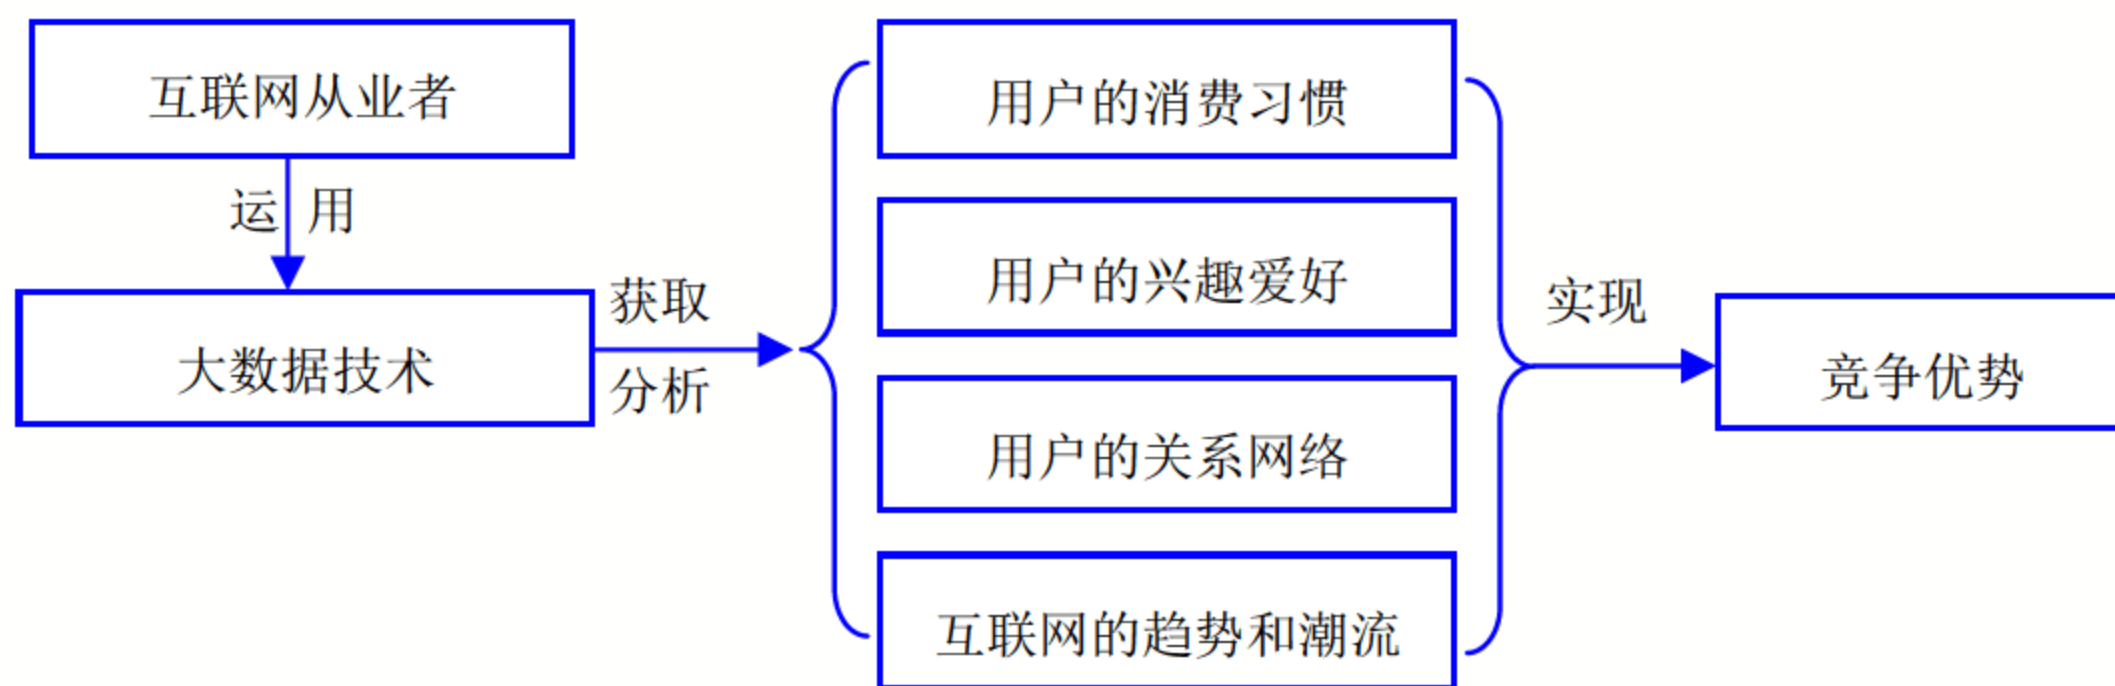 互联网从业者
运用
大数据技术
获取
分析
用户的消费习惯
用户的兴趣爱好
用户的关系网络
互联网的趋势和潮流
实现
竞争优势